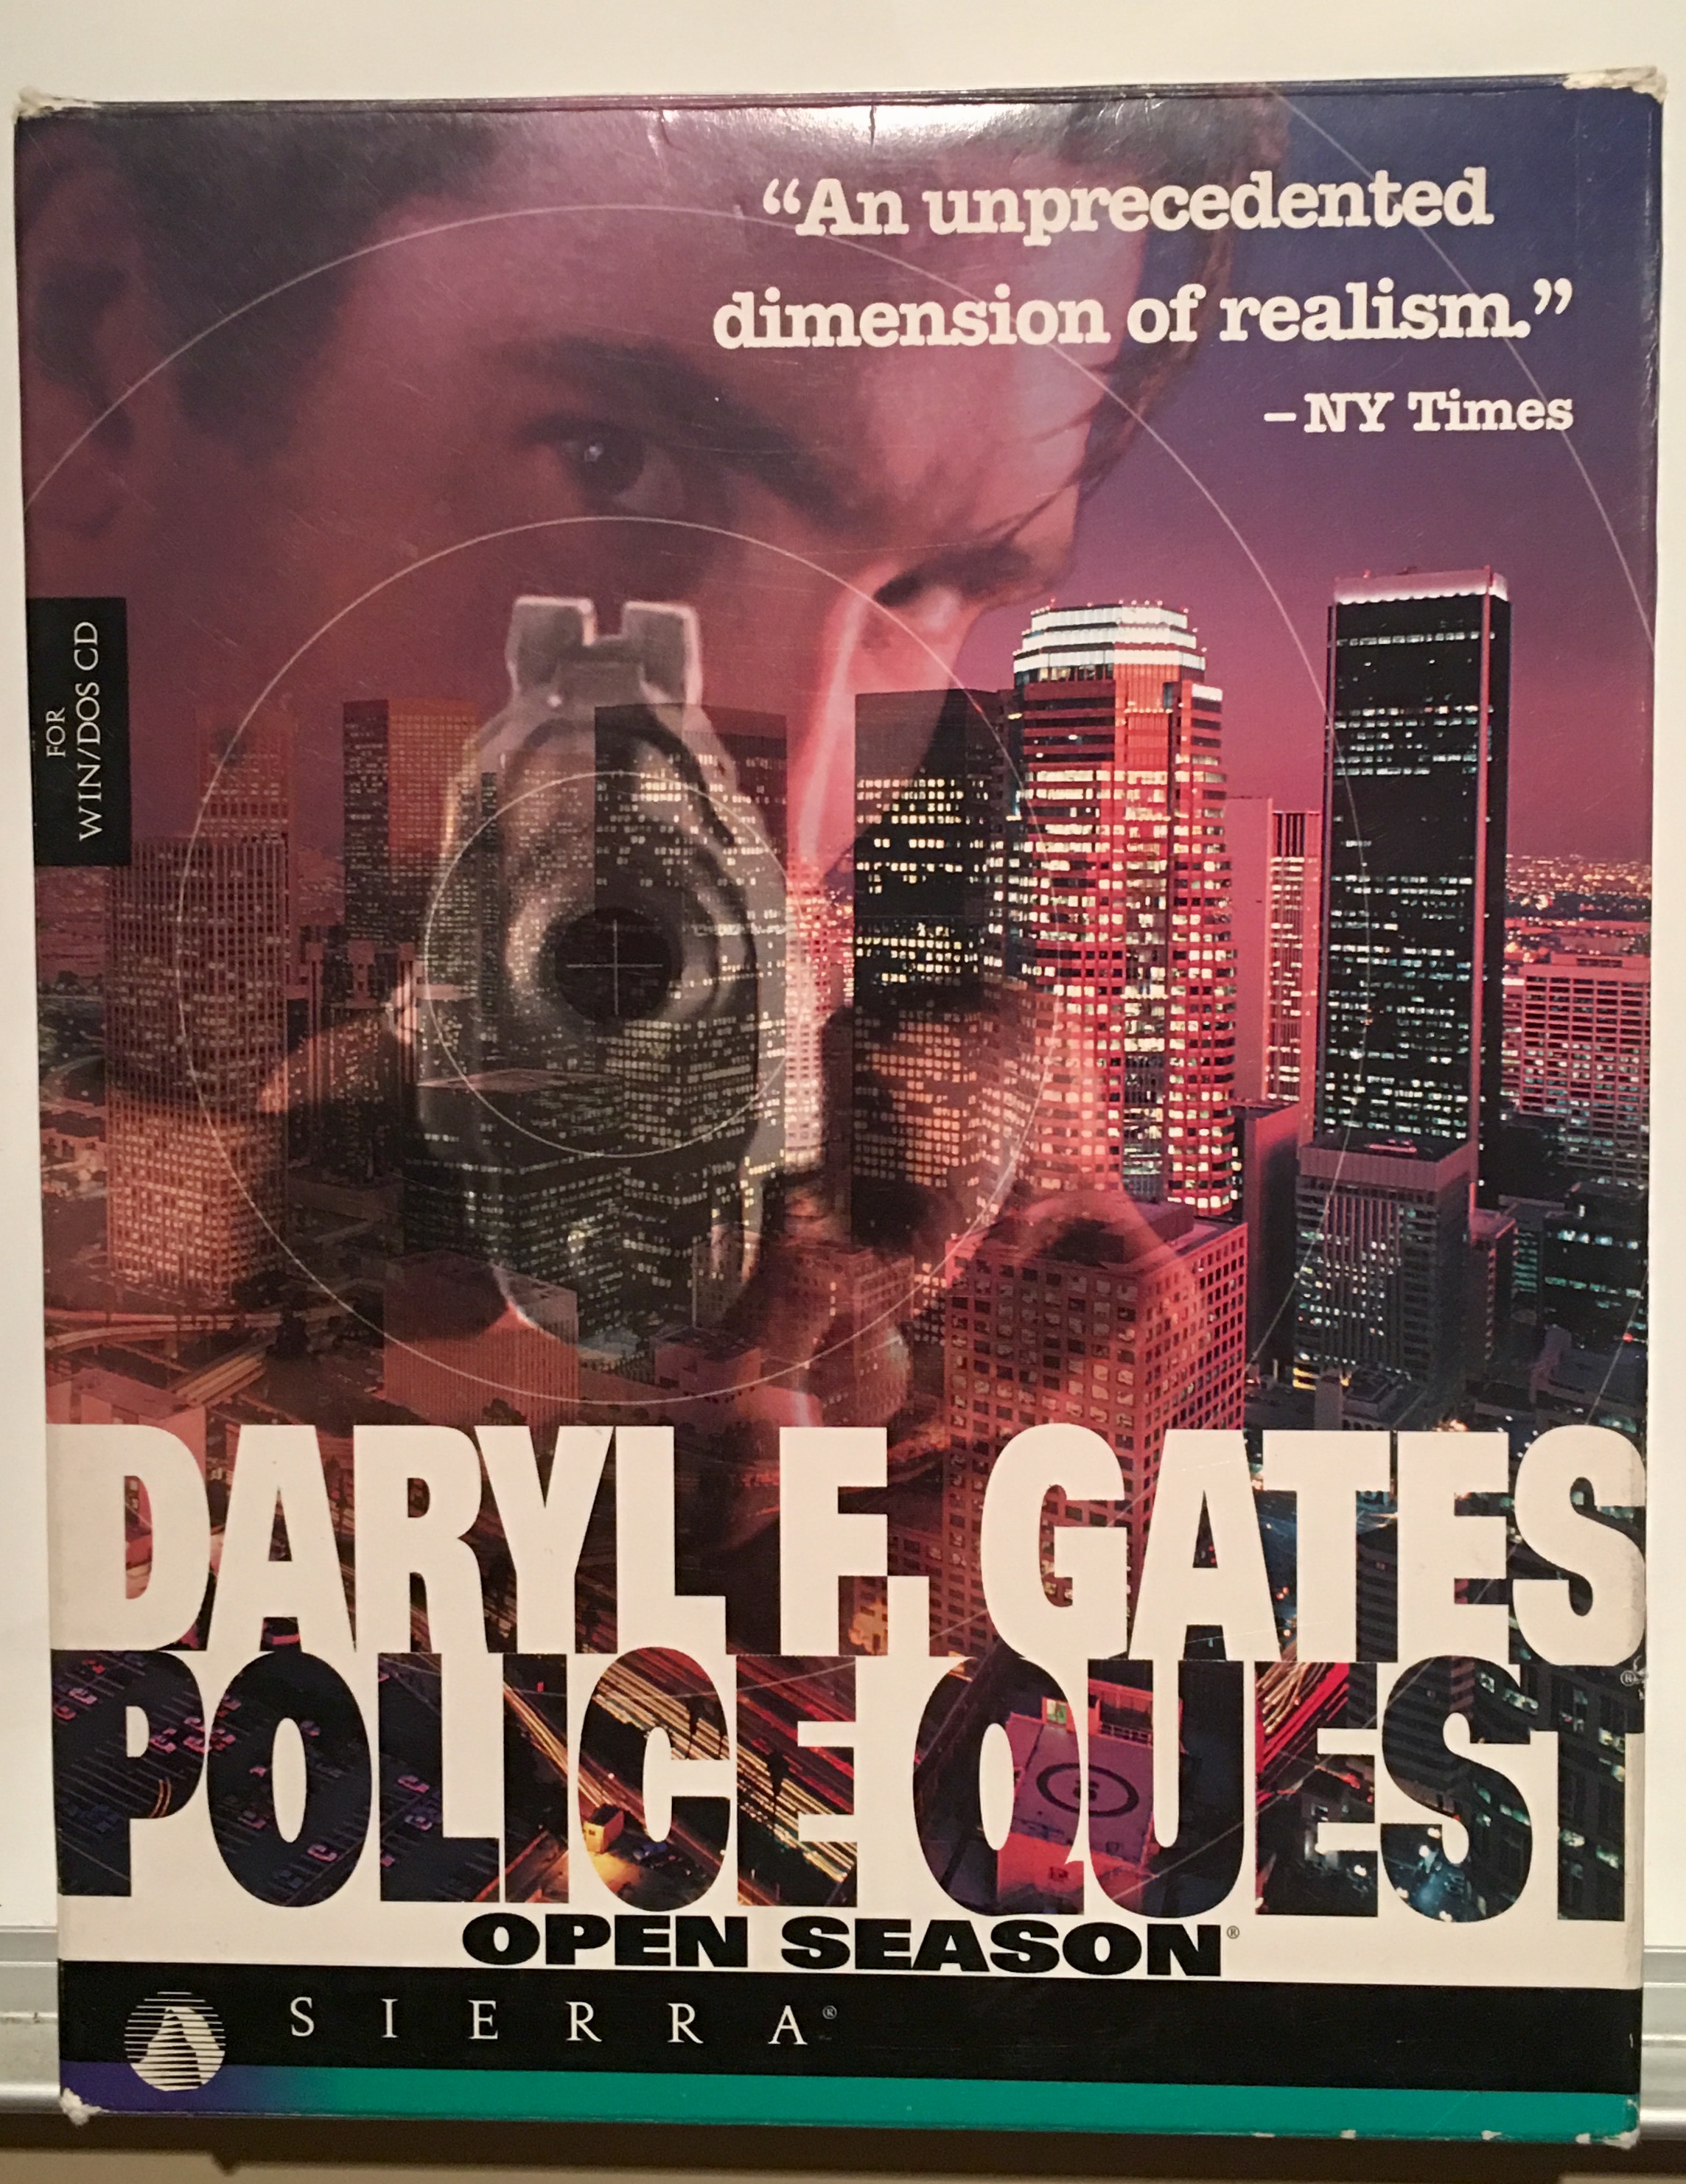 “An unprecedented
dimension of realism.”
–NY Times
FOR
WIN/DOS CD
DARYL F. GATES
POLICE QUEST®
OPEN SEASON®
SIERRA®